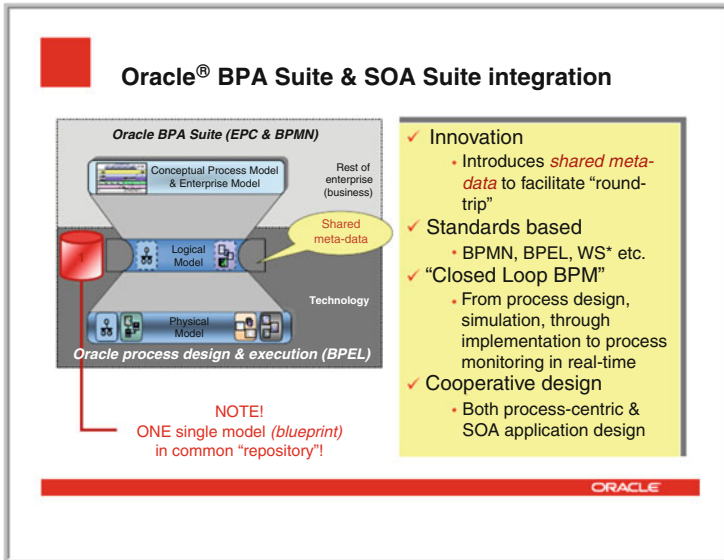 Oracle® BPA Suite & SOA Suite integration
Oracle BPA Suite (EPC & BPMN)
Conceptual Process Model
& Enterprise Model
Rest of
enterprise
(business)
Shared
meta-data
1
Logical
Model
Technology
Physical
Model
Oracle process design & execution (BPEL)
NOTE!
ONE single model (blueprint)
in common “repository”!
✓ Innovation
• Introduces shared meta-
data to facilitate “round-
trip”
✓ Standards based
• BPMN, BPEL, WS* etc.
✓ “Closed Loop BPM”
• From process design,
simulation, through
implementation to process
monitoring in real-time
✓ Cooperative design
• Both process-centric &
SOA application design
ORACLE